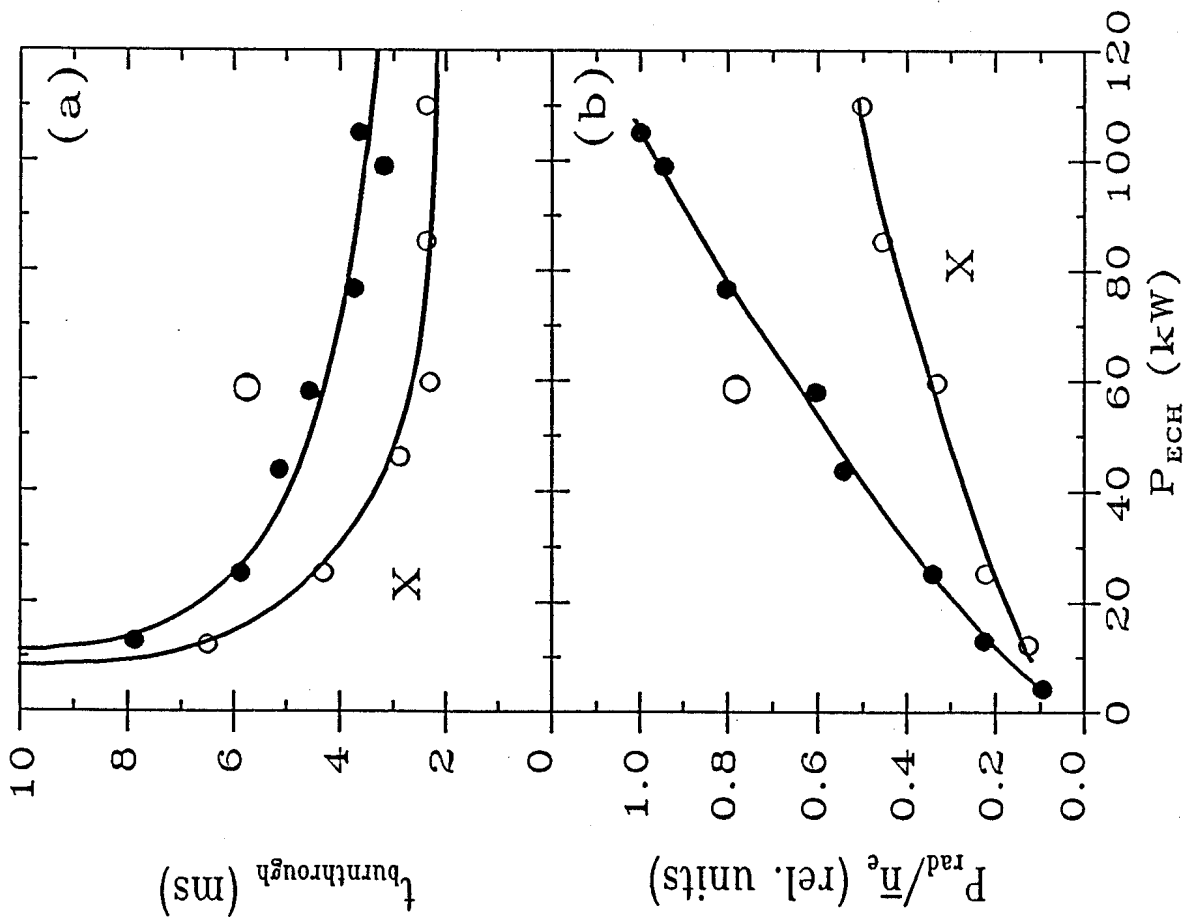 (a)
10
8
6
4
2
0
t_burnthrough (ms)
O
X
(b)
1.0
0.8
0.6
0.4
0.2
0.0
P_rad/n̄_e (rel. units)
O
X
0 20 40 60 80 100 120
P_ECH (kW)